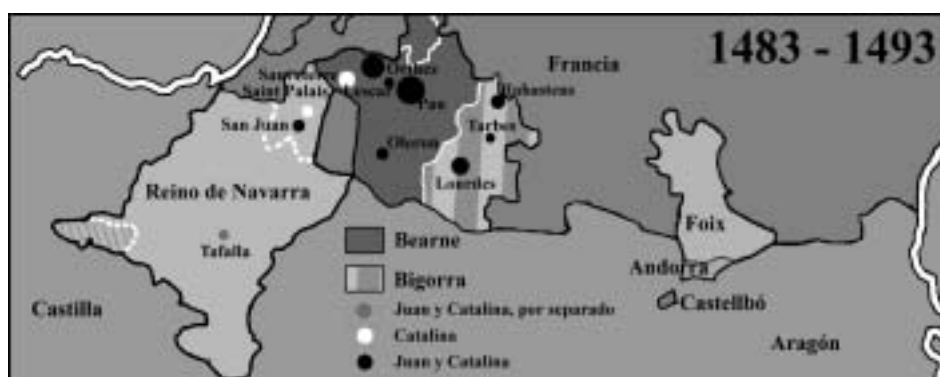 1483 - 1493
Francia
Orthez
Sauveterre
Saint Palais
Lescar
Pau
Rabastens
San Juan
Tarbes
Oloron
Lourdes
Reino de Navarra
Tafalla
Foix
Bearne
Andorra
Bigorra
Castilla
Castellbó
Juan y Catalina, por separado
Catalina
Aragón
Juan y Catalina